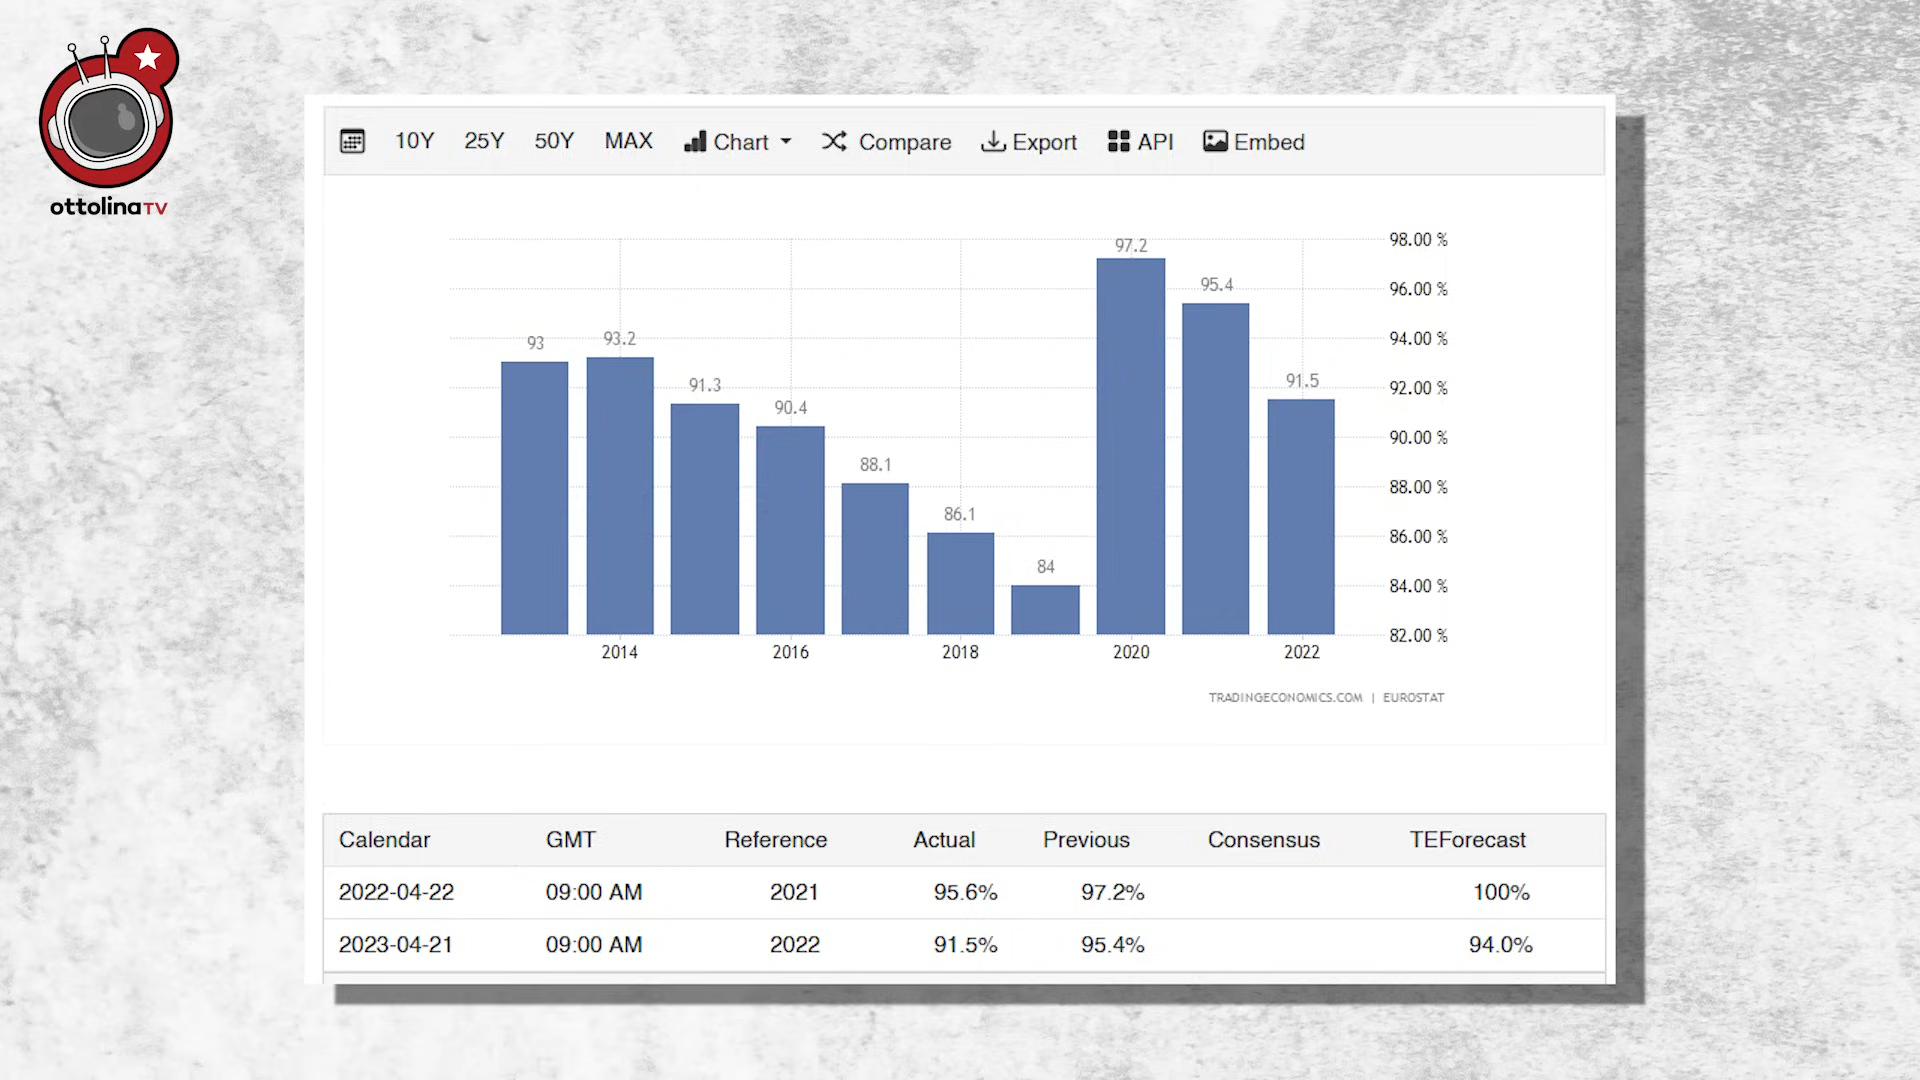 ottolinaTV
10Y 25Y 50Y MAX Chart Compare Export API Embed
98.00 %
96.00 %
94.00 %
92.00 %
90.00 %
88.00 %
86.00 %
84.00 %
82.00 %
93
93.2
91.3
90.4
88.1
86.1
84
97.2
95.4
91.5
2014 2016 2018 2020 2022
TRADINGECONOMICS.COM | EUROSTAT
Calendar GMT Reference Actual Previous Consensus TEForecast
2022-04-22 09:00 AM 2021 95.6% 97.2% 100%
2023-04-21 09:00 AM 2022 91.5% 95.4% 94.0%